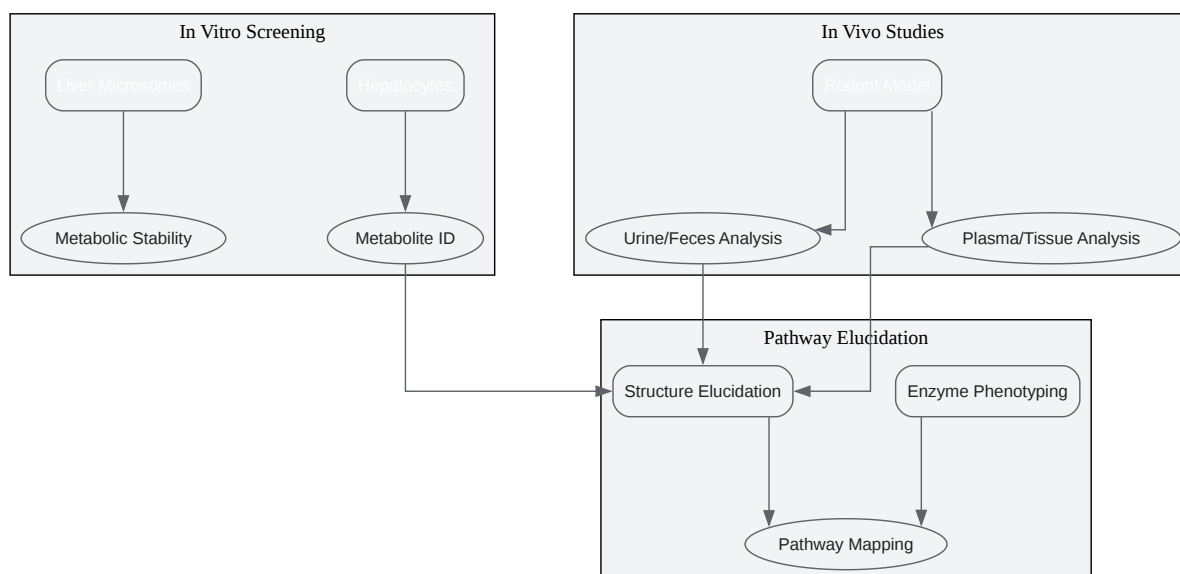 In Vitro Screening
In Vivo Studies
Liver Microsomes
Hepatocytes
Rodent Model
Metabolic Stability
Metabolite ID
Urine/Feces Analysis
Plasma/Tissue Analysis
Pathway Elucidation
Structure Elucidation
Enzyme Phenotyping
Pathway Mapping